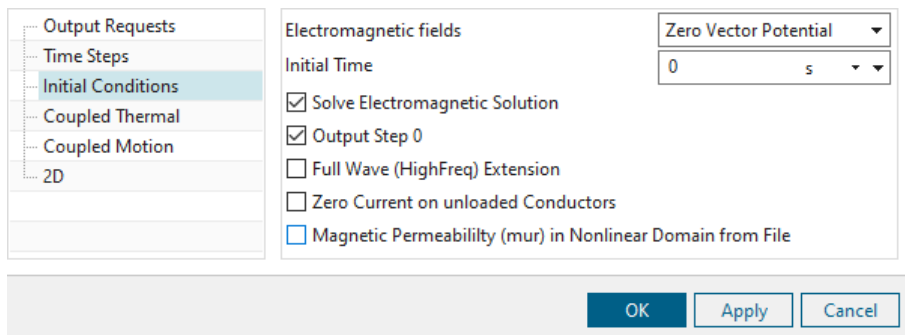 Output Requests
Time Steps
Initial Conditions
Coupled Thermal
Coupled Motion
2D
Electromagnetic fields
Zero Vector Potential
Initial Time
0 s
Solve Electromagnetic Solution
Output Step 0
Full Wave (HighFreq) Extension
Zero Current on unloaded Conductors
Magnetic Permeabililty (mur) in Nonlinear Domain from File
OK
Apply
Cancel